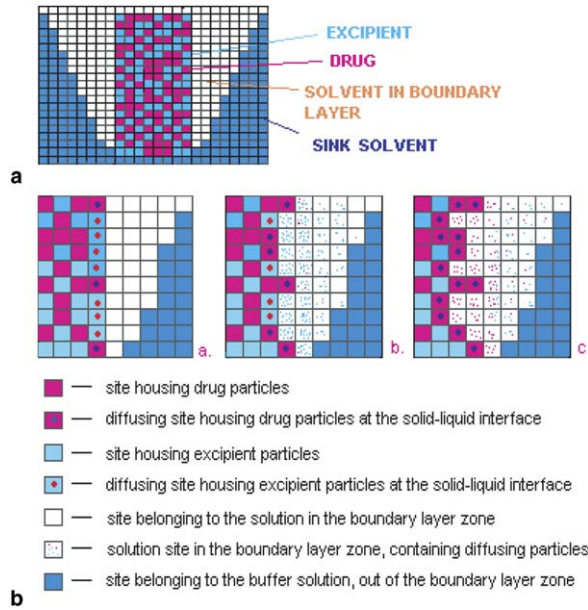 EXCIPIENT
DRUG
SOLVENT IN BOUNDARY
LAYER
SINK SOLVENT
a
a.
b.
c
— site housing drug particles
— diffusing site housing drug particles at the solid-liquid interface
— site housing excipient particles
— diffusing site housing excipient particles at the solid-liquid interface
— site belonging to the solution in the boundary layer zone
— solution site in the boundary layer zone, containing diffusing particles
— site belonging to the buffer solution, out of the boundary layer zone
b